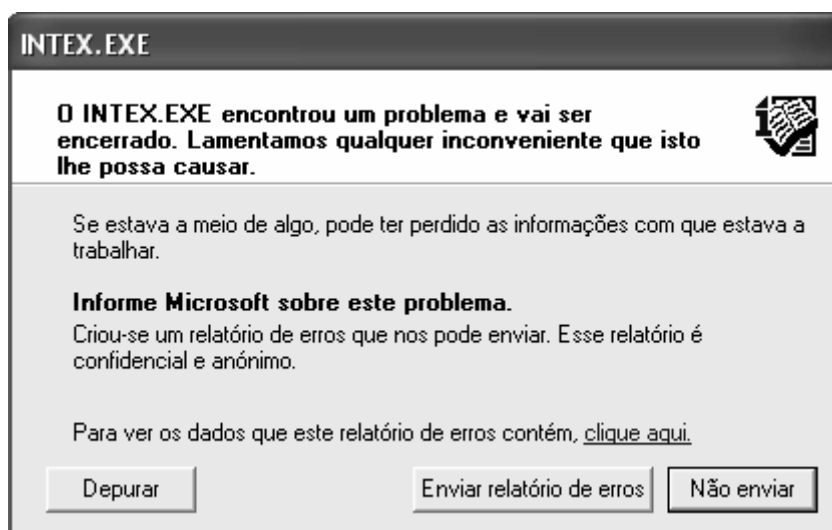 INTEX.EXE
O INTEX.EXE encontrou um problema e vai ser
encerrado. Lamentamos qualquer inconveniente que isto
lhe possa causar.
Se estava a meio de algo, pode ter perdido as informações com que estava a
trabalhar.
Informe Microsoft sobre este problema.
Criou-se um relatório de erros que nos pode enviar. Esse relatório é
confidencial e anónimo.
Para ver os dados que este relatório de erros contém, clique aqui.
Depurar Enviar relatório de erros Não enviar